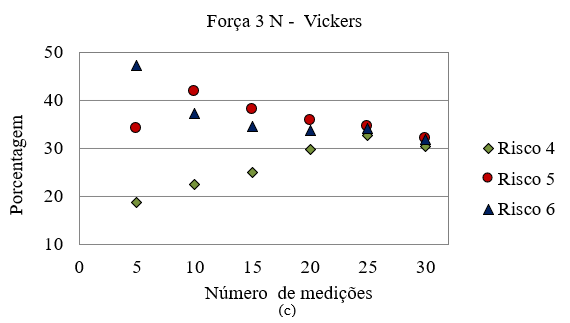 Força 3 N - Vickers
50
40
30
20
10
0 5 10 15 20 25 30
Porcentagem
Número de medições
(c)
Risco 4
Risco 5
Risco 6